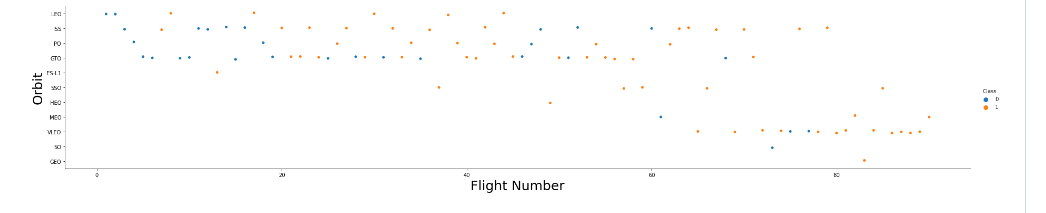 LEO
ISS
PO
GTO
ES-L1
SSO
HEO
MEO
VLEO
SO
GEO
Orbit
0
20
40
60
80
Flight Number
Class
0
1